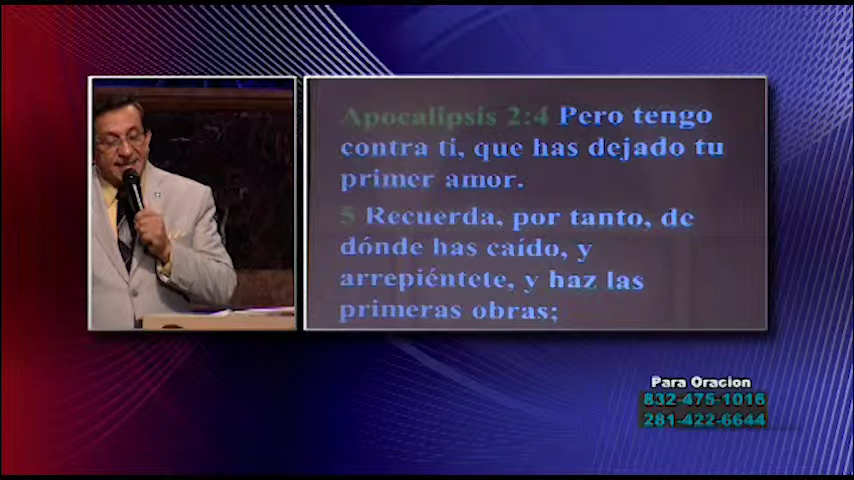 Apocalipsis 2:4 Pero tengo
contra ti, que has dejado tu
primer amor.
5 Recuerda, por tanto, de
dónde has caído, y
arrepiéntete, y haz las
primeras obras;
Para Oracion
832-475-1016
281-422-6644